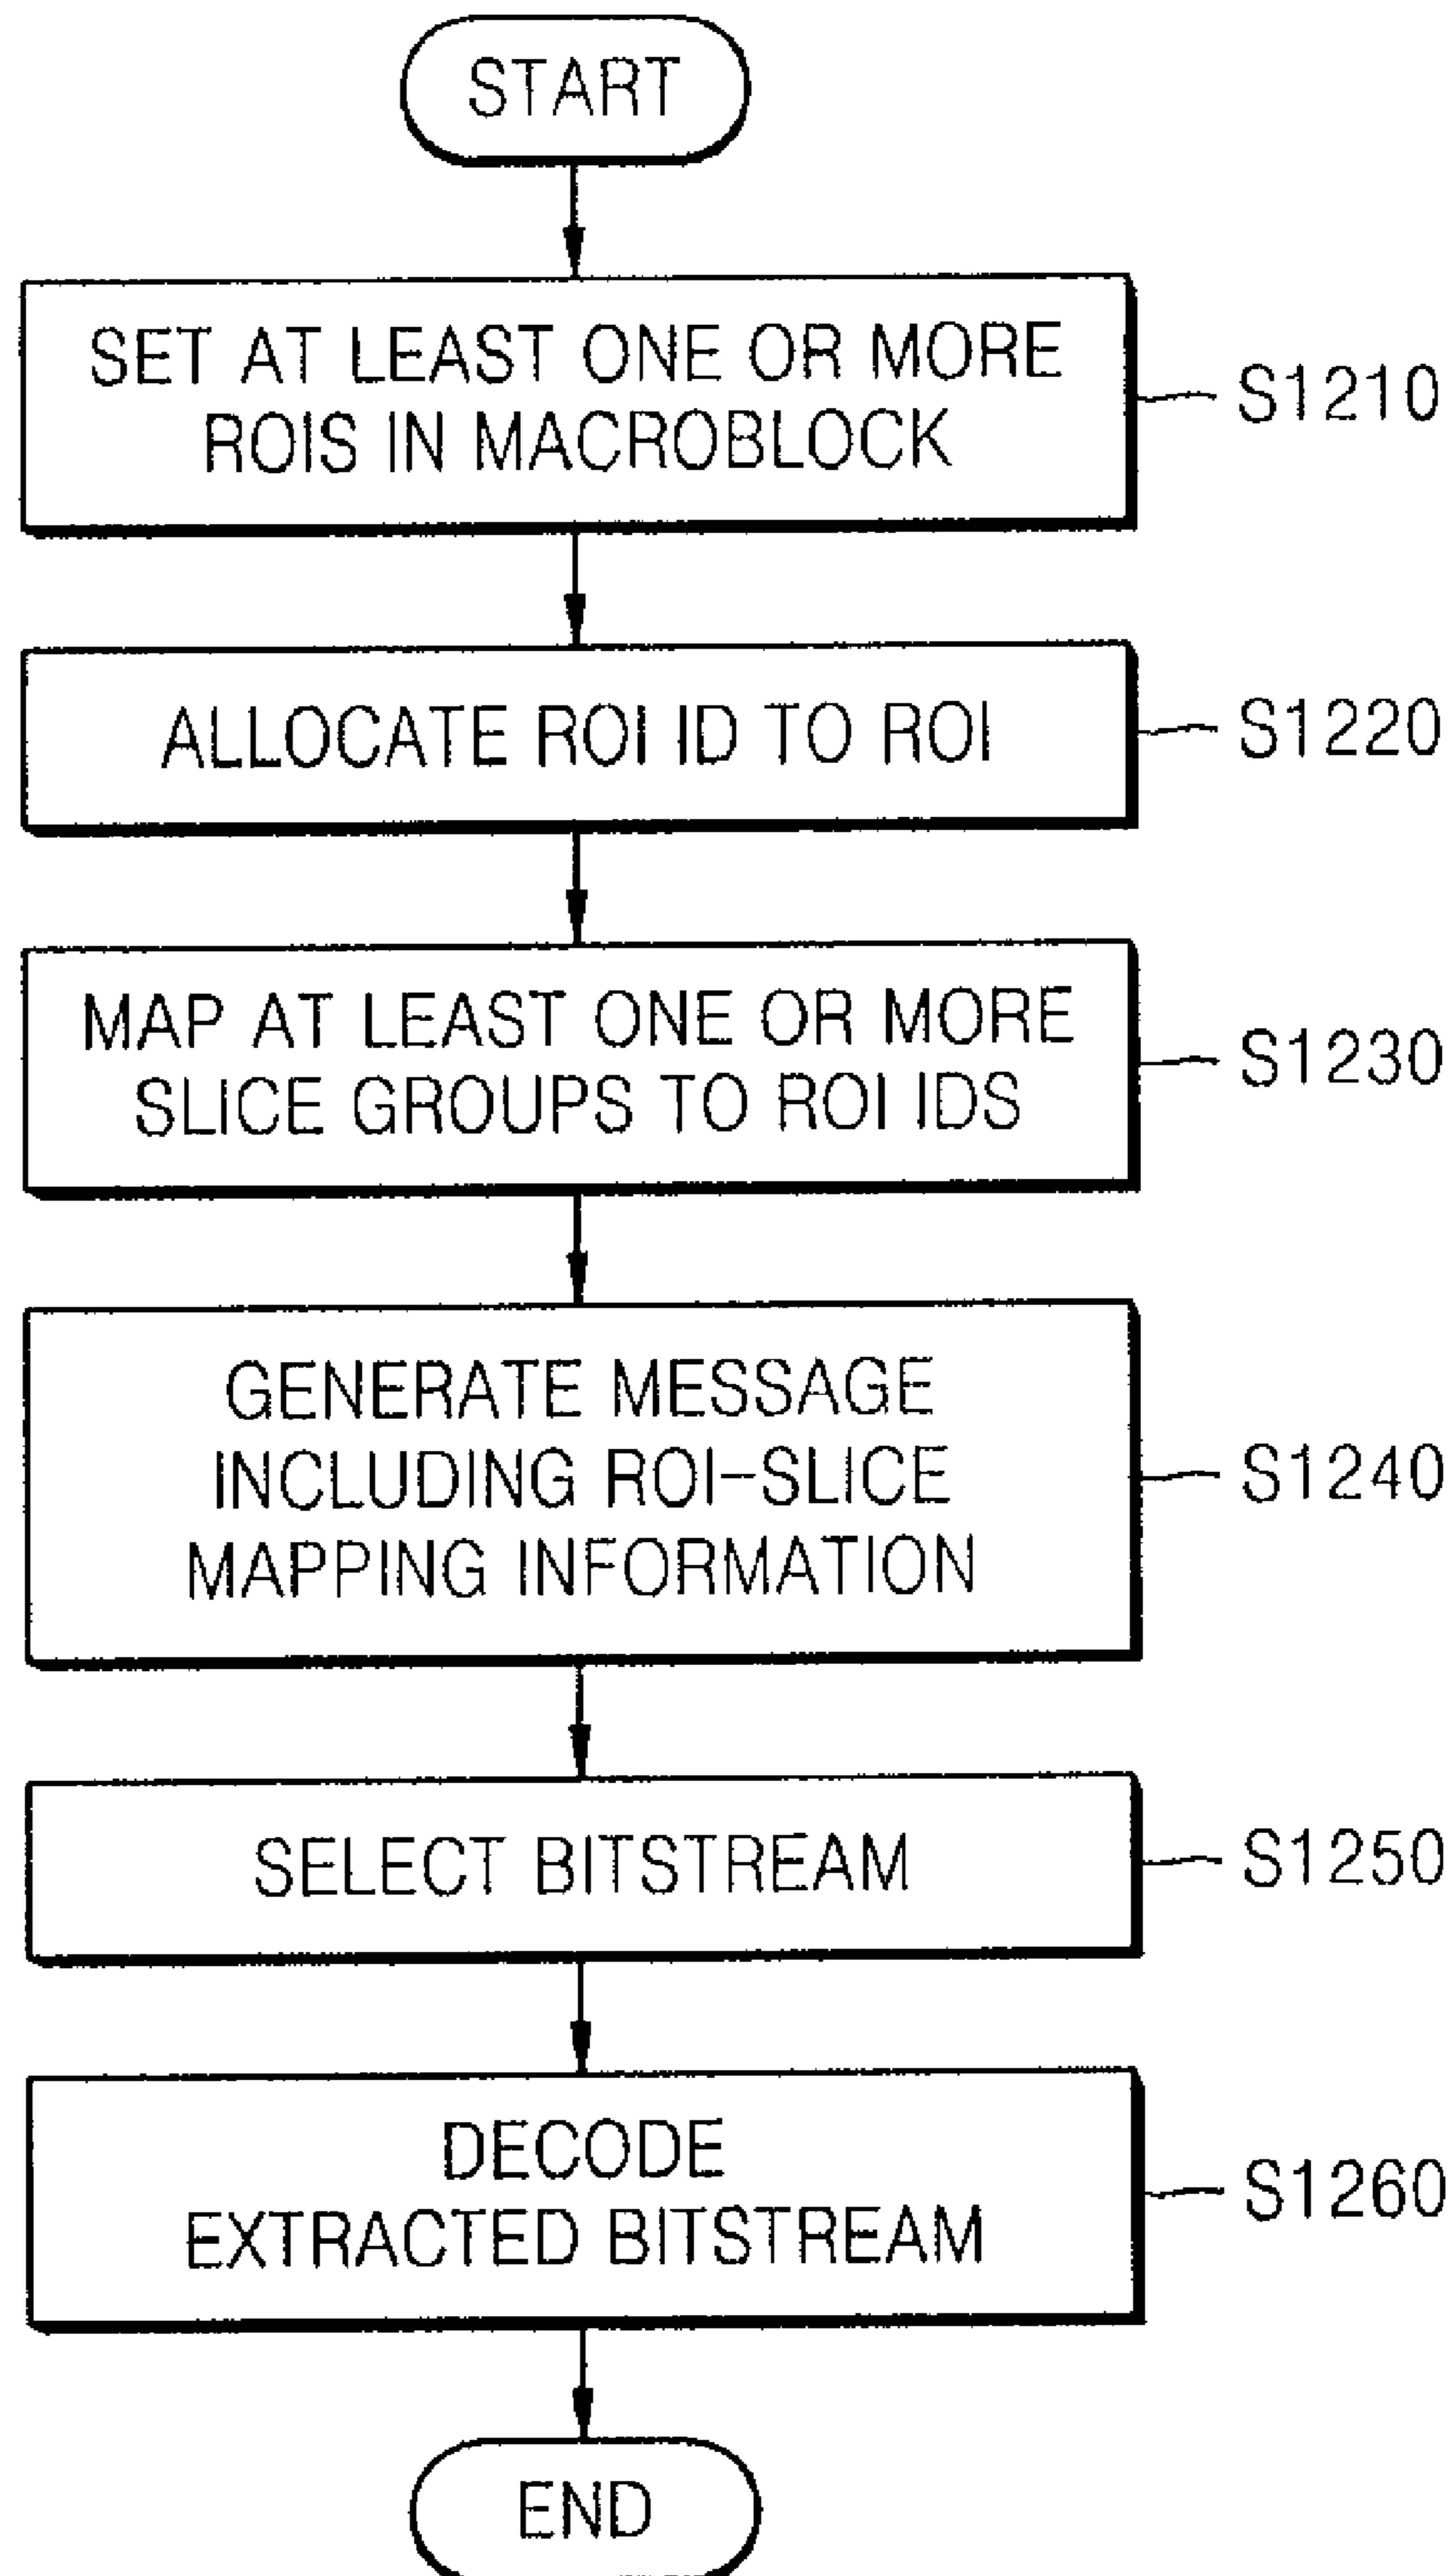 START
SET AT LEAST ONE OR MORE
ROIS IN MACROBLOCK
S1210
ALLOCATE ROI ID TO ROI
S1220
MAP AT LEAST ONE OR MORE
SLICE GROUPS TO ROI IDS
S1230
GENERATE MESSAGE
INCLUDING ROI-SLICE
MAPPING INFORMATION
S1240
SELECT BITSTREAM
S1250
DECODE
EXTRACTED BITSTREAM
S1260
END